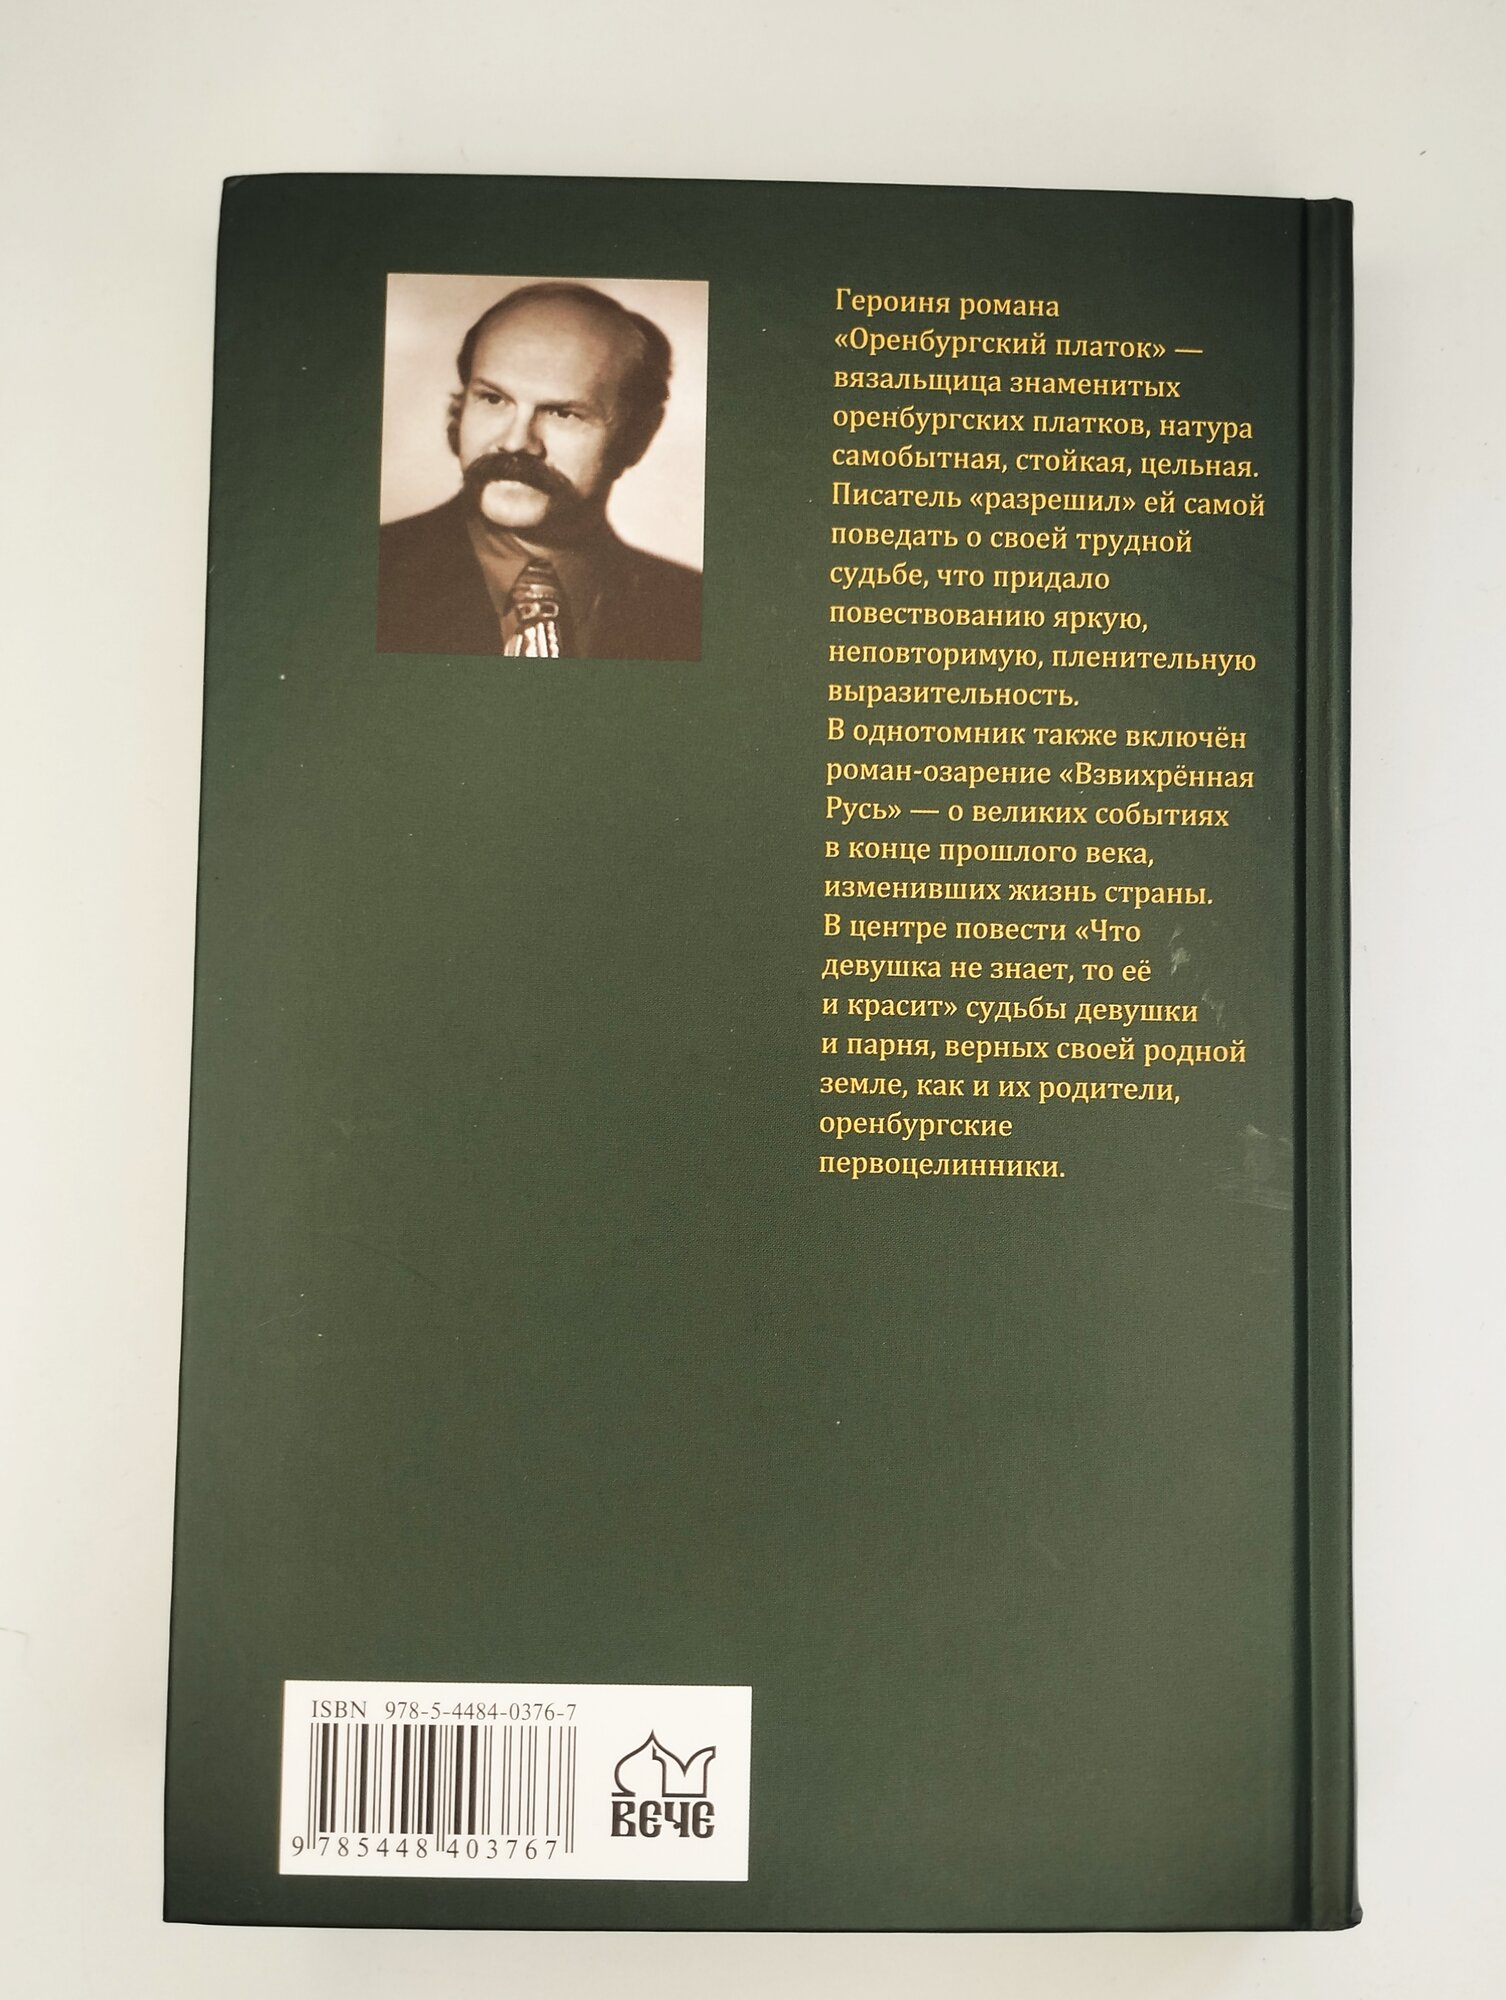 Героиня романа
«Оренбургский платок» —
вязальщица знаменитых
оренбургских платков, натура
самобытная, стойкая, цельная.
Писатель «разрешил» ей самой
поведать о своей трудной
судьбе, что придало
повествованию яркую,
неповторимую, пленительную
выразительность.
В однотомник также включён
роман-озарение «Взвихрённая
Русь» — о великих событиях
в конце прошлого века,
изменивших жизнь страны.
В центре повести «Что
девушка не знает, то её
и красит» судьбы девушки
и парня, верных своей родной
земле, как и их родители,
оренбургские
первоцелинники.
ISBN 978-5-4484-0376-7
9 785448 403767
ВЕЧЕ